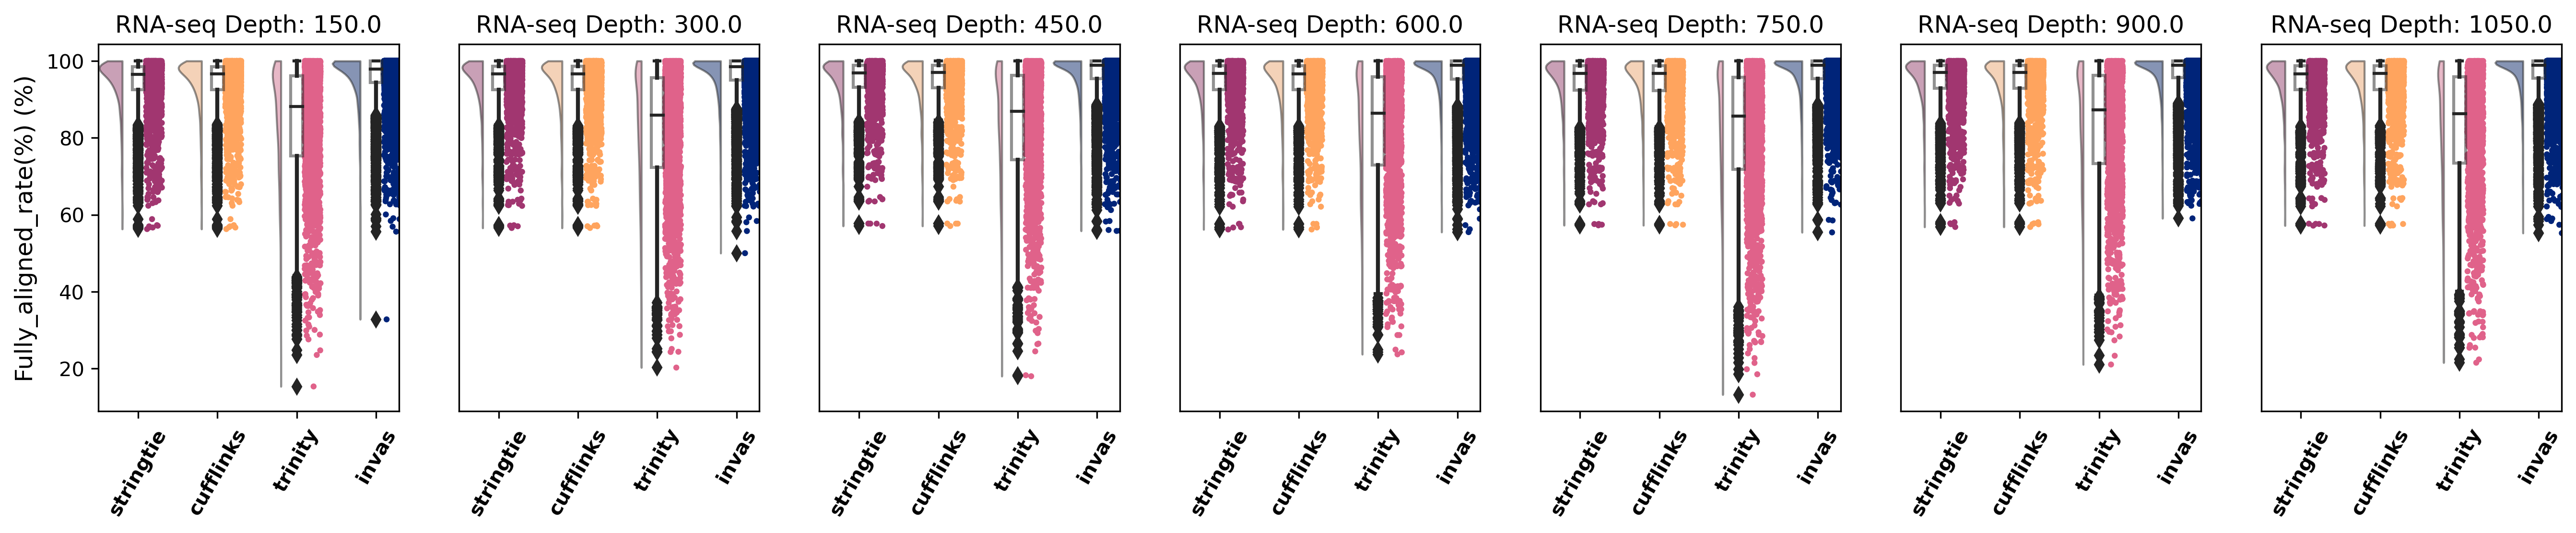 RNA-seq Depth: 150.0
RNA-seq Depth: 300.0
RNA-seq Depth: 450.0
RNA-seq Depth: 600.0
RNA-seq Depth: 750.0
RNA-seq Depth: 900.0
RNA-seq Depth: 1050.0
Fully_aligned_rate(%) (%)
100
80
60
40
20
stringtie
cufflinks
trinity
invas
stringtie
cufflinks
trinity
invas
stringtie
cufflinks
trinity
invas
stringtie
cufflinks
trinity
invas
stringtie
cufflinks
trinity
invas
stringtie
cufflinks
trinity
invas
stringtie
cufflinks
trinity
invas